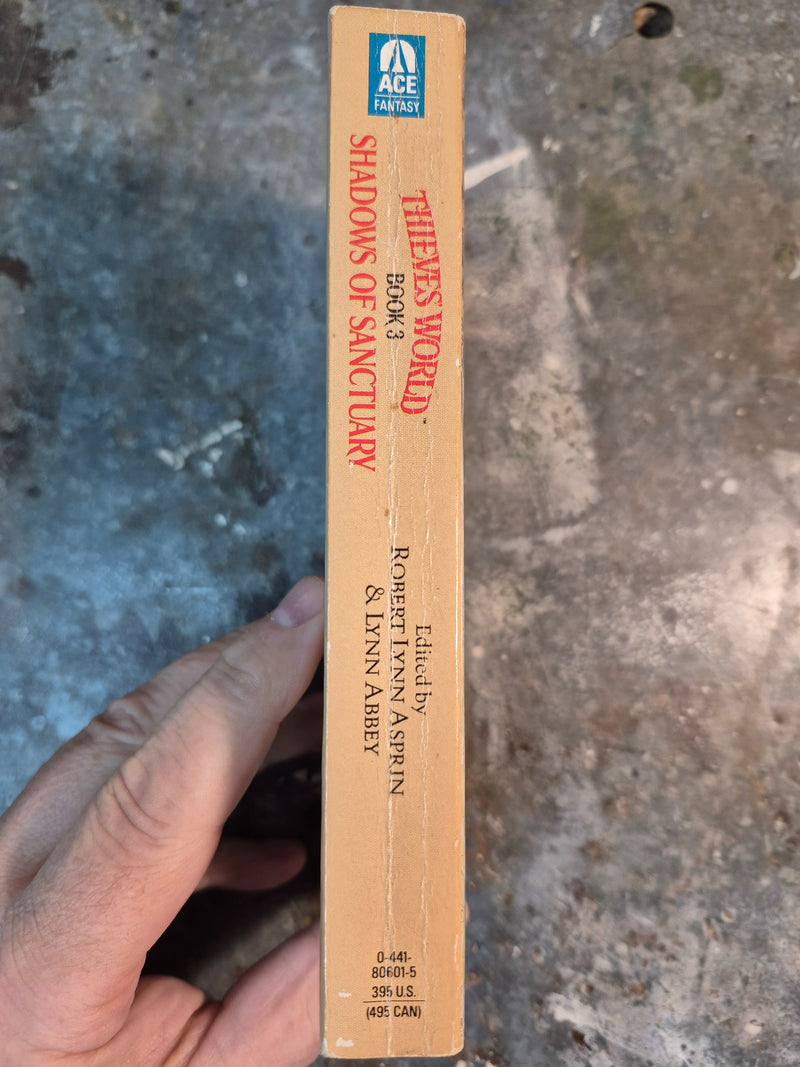 ACE
FANTASY
THIEVES' WORLD™
BOOK 3
SHADOWS OF SANCTUARY
Edited by
ROBERT LYNN ASPRIN
& LYNN ABBEY
0-441-
80601-5
395 U.S.
(495 CAN)